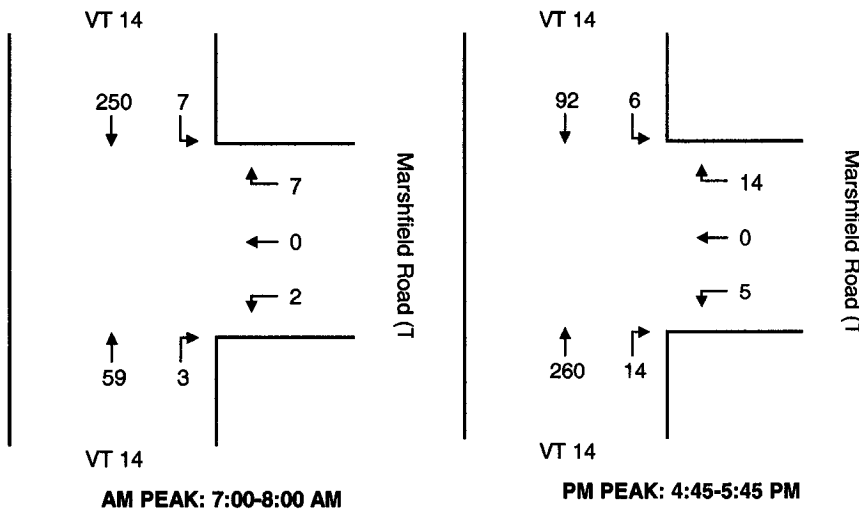 VT 14
250 7
7
0
2
59 3
VT 14
Marshfield Road (T
AM PEAK: 7:00-8:00 AM
VT 14
92 6
14
0
5
260 14
VT 14
Marshfield Road (T
PM PEAK: 4:45-5:45 PM